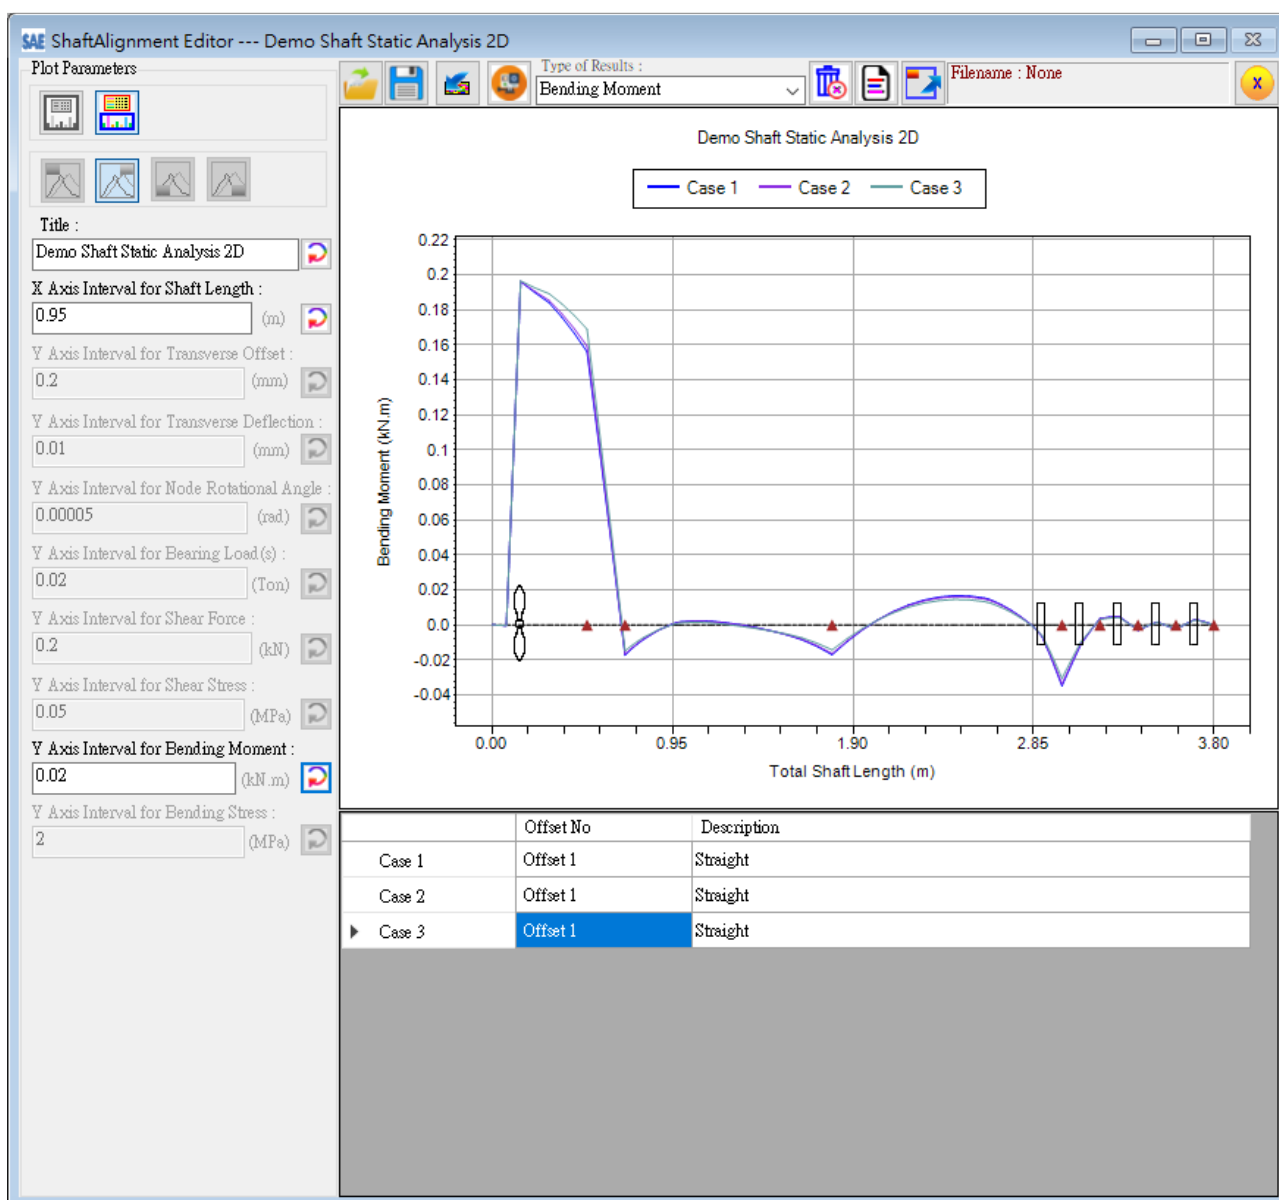 SAE ShaftAlignment Editor --- Demo Shaft Static Analysis 2D
Plot Parameters
Type of Results :
Bending Moment
Filename : None
X
Title :
Demo Shaft Static Analysis 2D
X Axis Interval for Shaft Length :
0.95 (m)
Y Axis Interval for Transverse Offset :
0.2 (mm)
Y Axis Interval for Transverse Deflection :
0.01 (mm)
Y Axis Interval for Node Rotational Angle :
0.00005 (rad)
Y Axis Interval for Bearing Load(s) :
0.02 (Ton)
Y Axis Interval for Shear Force :
0.2 (kN)
Y Axis Interval for Shear Stress :
0.05 (MPa)
Y Axis Interval for Bending Moment :
0.02 (kN.m)
Y Axis Interval for Bending Stress :
2 (MPa)
Demo Shaft Static Analysis 2D
Case 1 Case 2 Case 3
0.22
0.2
0.18
0.16
0.14
0.12
0.1
0.08
0.06
0.04
0.02
0.0
-0.02
-0.04
Bending Moment (kN.m)
0.00 0.95 1.90 2.85 3.80
Total Shaft Length (m)
Offset No Description
Case 1 Offset 1 Straight
Case 2 Offset 1 Straight
Case 3 Offset 1 Straight